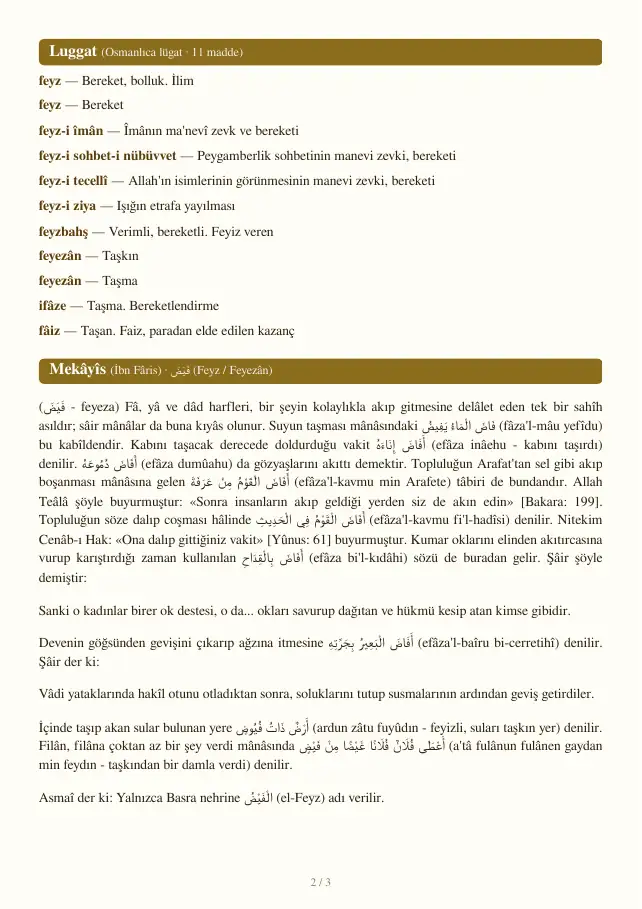 Luggat (Osmanlıca lügat · 11 madde)
feyz — Bereket, bolluk. İlim
feyz — Bereket
feyz-i îmân — Îmânın ma'nevî zevk ve bereketi
feyz-i sohbet-i nübüvvet — Peygamberlik sohbetinin manevi zevki, bereketi
feyz-i tecellî — Allah'ın isimlerinin görünmesinin manevi zevki, bereketi
feyz-i ziya — Işığın etrafa yayılması
feyzbahş — Verimli, bereketli. Feyiz veren
feyezân — Taşkın
feyezân — Taşma
ifâze — Taşma. Bereketlendirme
fâiz — Taşan. Faiz, paradan elde edilen kazanç
Mekâyîs (İbn Fâris) · فَيَضَ (Feyz / Feyezân)
(فَيَضَ - feyeza) Fâ, yâ ve dâd harfleri, bir şeyin kolaylıkla akıp gitmesine delâlet eden tek bir sahîh
asıldır; sâir mânâlar da buna kıyâs olunur. Suyun taşması mânâsındaki فَاضَ الْمَاءُ يَفِيضُ (fâza'l-mâu yefîdu)
bu kabîldendir. Kabını taşacak derecede doldurduğu vakit أَفَاضَ إِنَاءَهُ (efâza inâehu - kabını taşırdı)
denilir. أَفَاضَ دُمُوعَهُ (efâza dumûahu) da gözyaşlarını akıttı demektir. Topluluğun Arafat'tan sel gibi akıp
boşanması mânâsına gelen أَفَاضَ الْقَوْمُ مِنْ عَرَفَةَ (efâza'l-kavmu min Arafete) tâbiri de bundandır. Allah
Teâlâ şöyle buyurmuştur: «Sonra insanların akıp geldiği yerden siz de akın edin» [Bakara: 199].
Topluluğun söze dalıp coşması hâlinde أَفَاضَ الْقَوْمُ فِى الْحَدِيثِ (efâza'l-kavmu fi'l-hadîsi) denilir. Nitekim
Cenâb-ı Hak: «Ona dalıp gittiğiniz vakit» [Yûnus: 61] buyurmuştur. Kumar oklarını elinden akıtırcasına
vurup karıştırdığı zaman kullanılan أَفَاضَ بِالْقِدَاحِ (efâza bi'l-kıdâhi) sözü de buradan gelir. Şâir şöyle
demiştir:
Sanki o kadınlar birer ok destesi, o da... okları savurup dağıtan ve hükmü kesip atan kimse gibidir.
Devenin göğsünden gevişini çıkarıp ağzına itmesine أَفَاضَ الْبَعِيرُ بِجَرَّتِهِ (efâza'l-baîru bi-cerretihî) denilir.
Şâir der ki:
Vâdi yataklarında hakîl otunu otladıktan sonra, soluklarını tutup susmalarının ardından geviş getirdiler.
İçinde taşıp akan sular bulunan yere أَرْضٌ ذَاتُ فُيُوضٍ (ardun zâtu fuyûdın - feyizli, suları taşkın yer) denilir.
Filân, filâna çoktan az bir şey verdi mânâsında أَعْطَى فُلَانٌ فُلَانًا غَيْضًا مِنْ فَيْضٍ (a'tâ fulânun fulânen gaydan
min feydın - taşkından bir damla verdi) denilir.
Asmaî der ki: Yalnızca Basra nehrine الْفَيْضُ (el-Feyz) adı verilir.
2 / 3